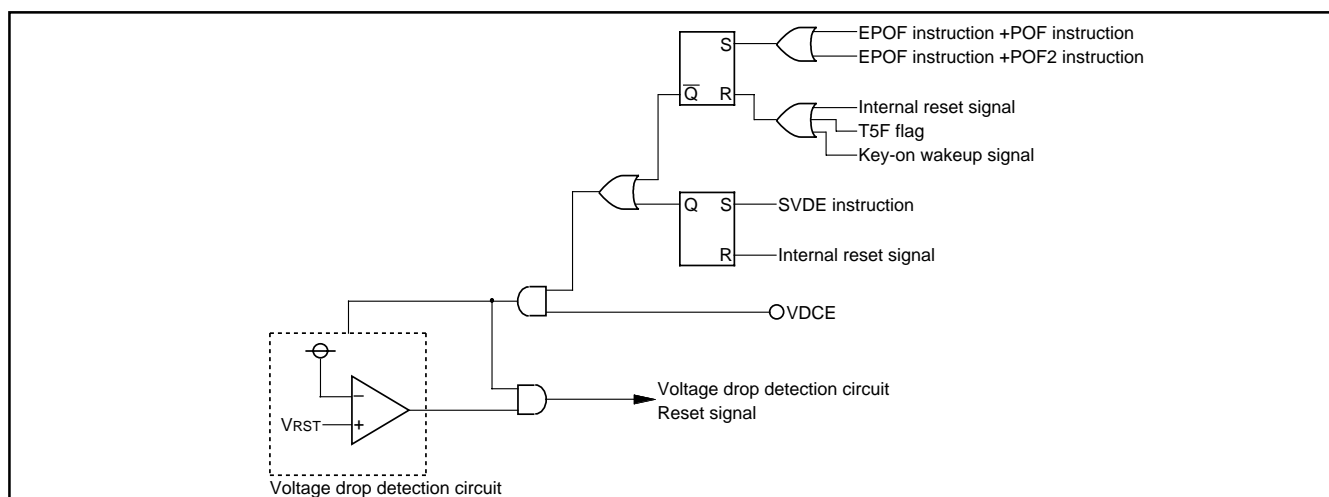 S
EPOF instruction +POF instruction
EPOF instruction +POF2 instruction
Q R
Internal reset signal
T5F flag
Key-on wakeup signal
Q S
SVDE instruction
R
Internal reset signal
VDCE
−
VRST
+
Voltage drop detection circuit
Reset signal
Voltage drop detection circuit